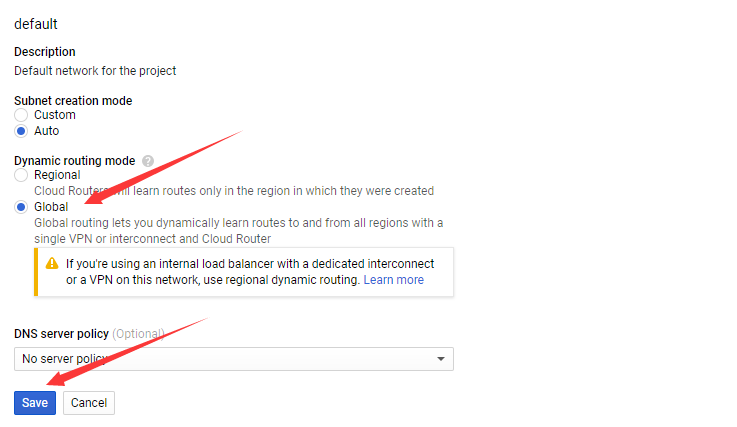 default
Description
Default network for the project
Subnet creation mode
Custom
Auto
Dynamic routing mode ?
Regional
Cloud Routers will learn routes only in the region in which they were created
Global
Global routing lets you dynamically learn routes to and from all regions with a
single VPN or interconnect and Cloud Router
If you're using an internal load balancer with a dedicated interconnect
or a VPN on this network, use regional dynamic routing. Learn more
DNS server policy (Optional)
No server policy
Save Cancel